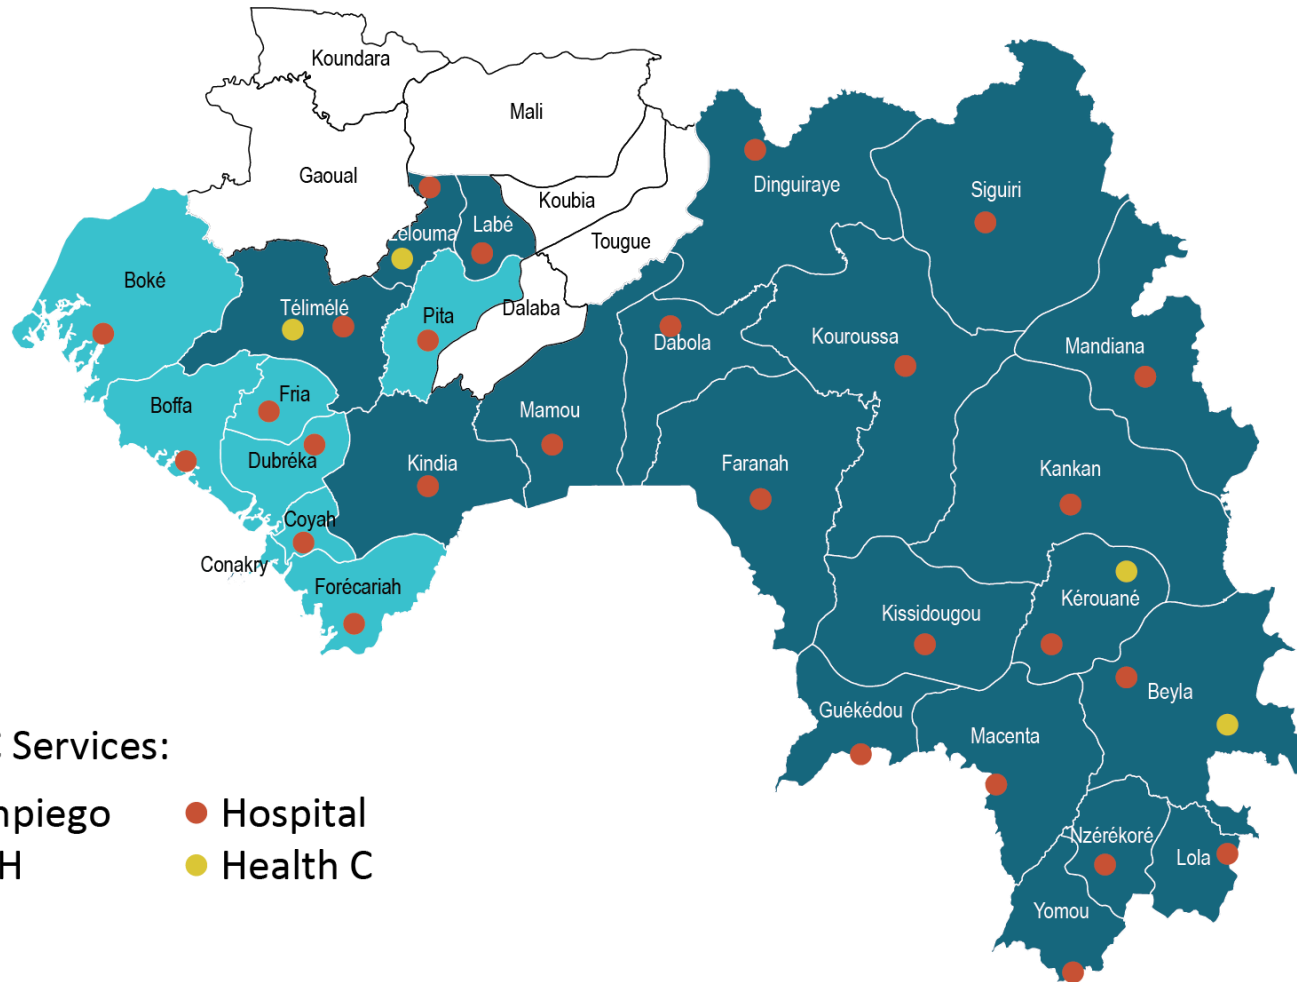 Koundara
Mali
Gaoual
Koubia
Dinguiraye
Siguiri
Labé
Lélouma
Tougue
Boké
Télimélé
Pita
Dalaba
Dabola
Kouroussa
Mandiana
Fria
Boffa
Mamou
Dubréka
Kindia
Faranah
Kankan
Coyah
Conakry
Forécariah
Kérouané
Kissidougou
Beyla
Guékédou
Macenta
Services:
Hospital
Health C
Nzérékoré
Lola
Yomou